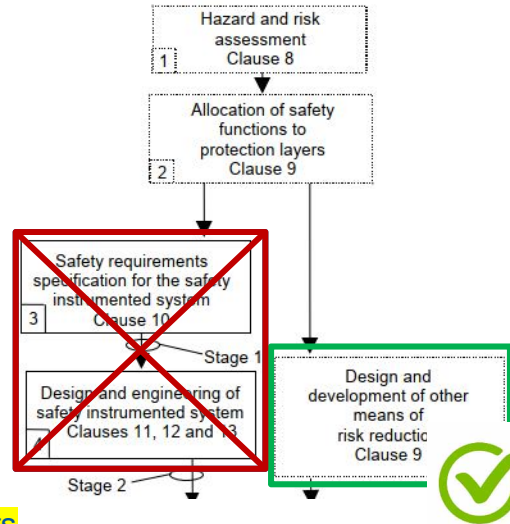 Hazard and risk
assessment
Clause 8
1
Allocation of safety
functions to
protection layers
Clause 9
2
Safety requirements
specification for the safety
instrumented system
Clause 10
3
Stage 1
Design and engineering of
safety instrumented system
Clauses 11, 12 and 13
4
Design and
development of other
means of
risk reductio
Clause 9
Stage 2